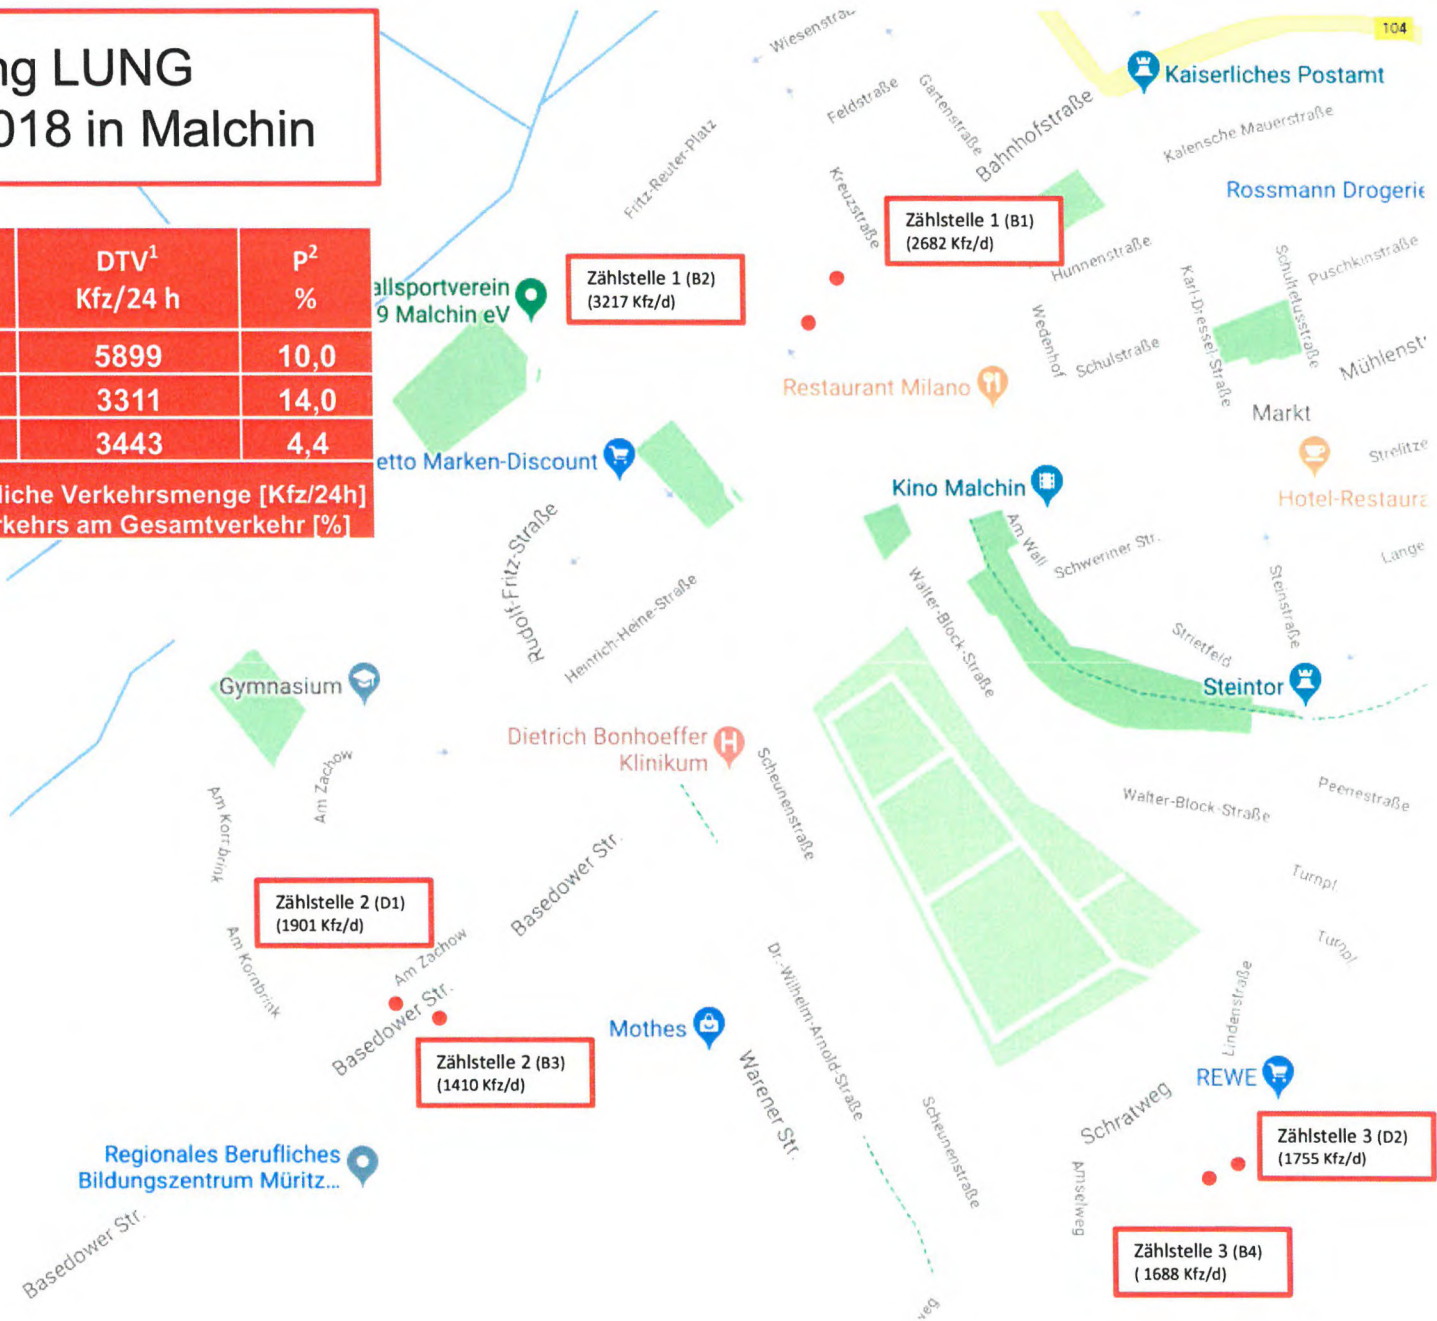 ng LUNG
018 in Malchin
DTV¹
Kfz/24 h
P²
%
5899
10,0
3311
14,0
3443
4,4
liche Verkehrsmenge [Kfz/24h]
rkehrs am Gesamtverkehr [%]
104
Kaiserliches Postamt
Wiesenstraß
Feldstraße
Gartenstraße
Bahnhofstraße
Kalensche Mauerstraße
Fritz-Reuter-Platz
Kreuzstraße
Rossmann Drogerie
Zählstelle 1 (B1)
(2682 Kfz/d)
Hunnenstraße
Schultetusstraße
Puschkinstraße
Karl-Dressel-Straße
allsportverein
9 Malchin eV
Zählstelle 1 (B2)
(3217 Kfz/d)
Wedenhof
Schulstraße
Mühlenst
Restaurant Milano
Markt
Strelitze
etto Marken-Discount
Kino Malchin
Hotel-Restaura
Rudolf-Fritz-Straße
Am Wall
Schweriner Str.
Lange
Heinrich-Heine-Straße
Walter-Block-Straße
Steinstraße
Strietfeld
Gymnasium
Steintor
Dietrich Bonhoeffer
Klinikum
Am Zachow
Scheunenstraße
Am Kornbrink
Walter-Block-Straße
Peenestraße
Basedower Str.
Turnpl.
Zählstelle 2 (D1)
(1901 Kfz/d)
Am Kornbrink
Am Zachow
Turnpl.
Dr.-Wilhelm-Arnold-Straße
Lindenstraße
Basedower Str.
Mothes
Zählstelle 2 (B3)
(1410 Kfz/d)
Warener Str.
REWE
Schratweg
Scheunenstraße
Zählstelle 3 (D2)
(1755 Kfz/d)
Regionales Berufliches
Bildungszentrum Müritz...
Amselweg
Basedower Str.
Zählstelle 3 (B4)
( 1688 Kfz/d)
weg